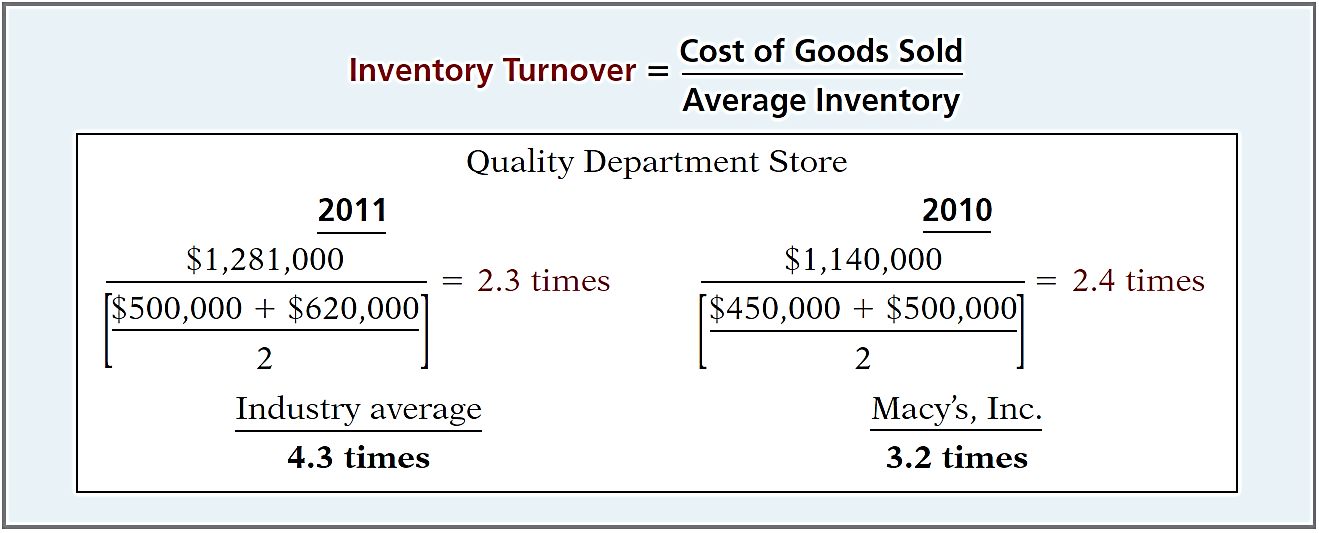 Inventory Turnover = Cost of Goods Sold
Average Inventory
Quality Department Store
2011
$1,281,000
[$500,000 + $620,000]
2
= 2.3 times
2010
$1,140,000
[$450,000 + $500,000]
2
= 2.4 times
Industry average
4.3 times
Macy's, Inc.
3.2 times